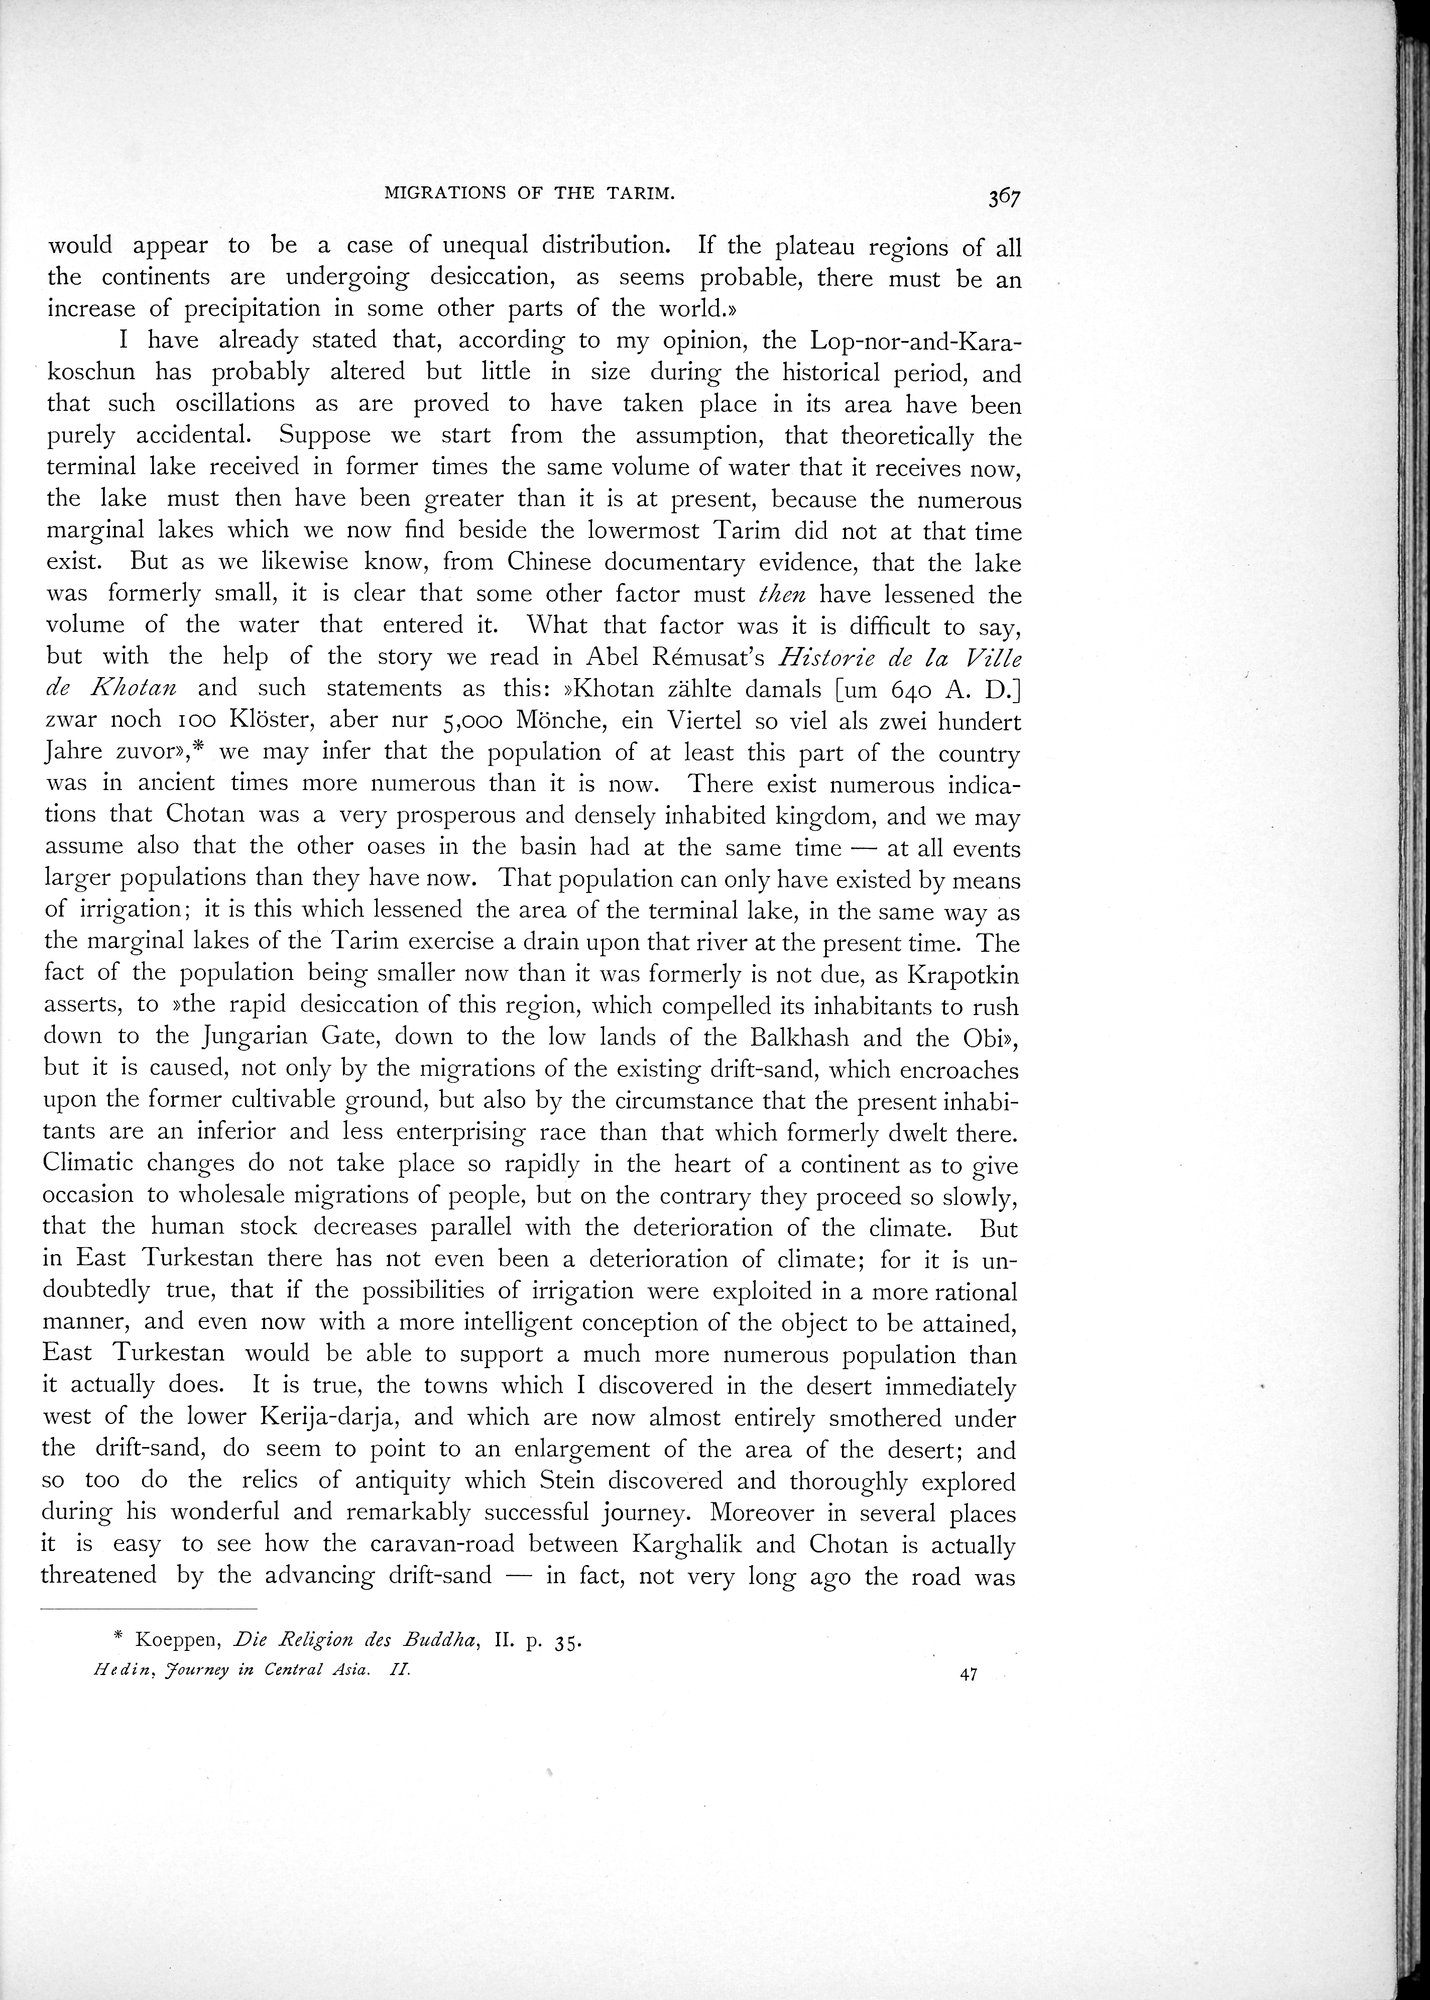 MIGRATIONS OF THE TARIM. 367
would appear to be a case of unequal distribution. If the plateau regions of all
the continents are undergoing desiccation, as seems probable, there must be an
increase of precipitation in some other parts of the world.»
I have already stated that, according to my opinion, the Lop-nor-and-Kara-
koschun has probably altered but little in size during the historical period, and
that such oscillations as are proved to have taken place in its area have been
purely accidental. Suppose we start from the assumption, that theoretically the
terminal lake received in former times the same volume of water that it receives now,
the lake must then have been greater than it is at present, because the numerous
marginal lakes which we now find beside the lowermost Tarim did not at that time
exist. But as we likewise know, from Chinese documentary evidence, that the lake
was formerly small, it is clear that some other factor must then have lessened the
volume of the water that entered it. What that factor was it is difficult to say,
but with the help of the story we read in Abel Rémusat's Historie de la Ville
de Khotan and such statements as this: »Khotan zählte damals [um 640 A. D.]
zwar noch 100 Klöster, aber nur 5,000 Mönche, ein Viertel so viel als zwei hundert
Jahre zuvor»,* we may infer that the population of at least this part of the country
was in ancient times more numerous than it is now. There exist numerous indica-
tions that Chotan was a very prosperous and densely inhabited kingdom, and we may
assume also that the other oases in the basin had at the same time — at all events
larger populations than they have now. That population can only have existed by means
of irrigation; it is this which lessened the area of the terminal lake, in the same way as
the marginal lakes of the Tarim exercise a drain upon that river at the present time. The
fact of the population being smaller now than it was formerly is not due, as Krapotkin
asserts, to »the rapid desiccation of this region, which compelled its inhabitants to rush
down to the Jungarian Gate, down to the low lands of the Balkhash and the Obi»,
but it is caused, not only by the migrations of the existing drift-sand, which encroaches
upon the former cultivable ground, but also by the circumstance that the present inhabi-
tants are an inferior and less enterprising race than that which formerly dwelt there.
Climatic changes do not take place so rapidly in the heart of a continent as to give
occasion to wholesale migrations of people, but on the contrary they proceed so slowly,
that the human stock decreases parallel with the deterioration of the climate. But
in East Turkestan there has not even been a deterioration of climate; for it is un-
doubtedly true, that if the possibilities of irrigation were exploited in a more rational
manner, and even now with a more intelligent conception of the object to be attained,
East Turkestan would be able to support a much more numerous population than
it actually does. It is true, the towns which I discovered in the desert immediately
west of the lower Kerija-darja, and which are now almost entirely smothered under
the drift-sand, do seem to point to an enlargement of the area of the desert; and
so too do the relics of antiquity which Stein discovered and thoroughly explored
during his wonderful and remarkably successful journey. Moreover in several places
it is easy to see how the caravan-road between Karghalik and Chotan is actually
threatened by the advancing drift-sand — in fact, not very long ago the road was
* Koeppen, Die Religion des Buddha, II. p. 35.
Hedin, Journey in Central Asia. II. 47